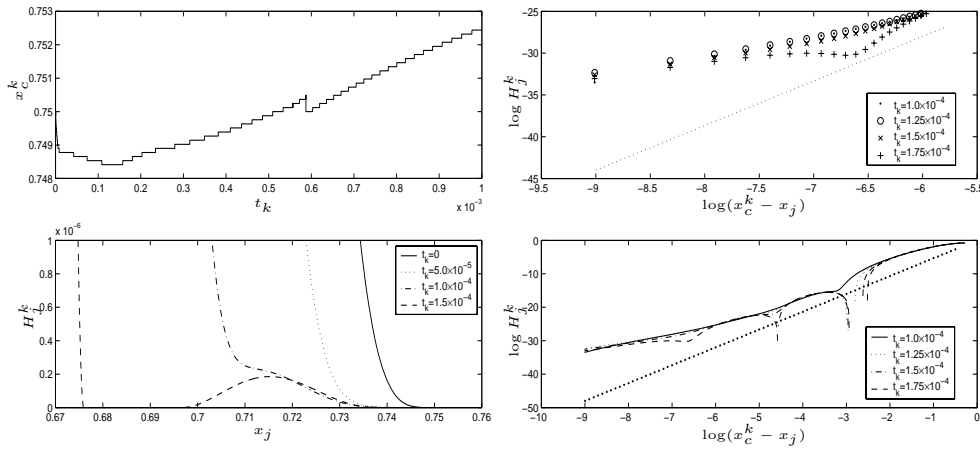 0.753
0.752
0.751
0.75
0.749
0.748
x_c^k
0 0.1 0.2 0.3 0.4 0.5 0.6 0.7 0.8 0.9 1
t_k
x 10^-3
-25
-30
-35
-40
-45
log H_j^k
-9.5 -9 -8.5 -8 -7.5 -7 -6.5 -6 -5.5
log(x_c^k − x_j)
t_k=1.0×10^-4
t_k=1.25×10^-4
t_k=1.5×10^-4
t_k=1.75×10^-4
x 10^-6
1
0.8
0.6
0.4
0.2
0
H_j^k
0.67 0.68 0.69 0.7 0.71 0.72 0.73 0.74 0.75 0.76
x_j
t_k=0
t_k=5.0×10^-5
t_k=1.0×10^-4
t_k=1.5×10^-4
0
-10
-20
-30
-40
-50
log H_j^k
-10 -9 -8 -7 -6 -5 -4 -3 -2 -1 0
log(x_c^k − x_j)
t_k=1.0×10^-4
t_k=1.25×10^-4
t_k=1.5×10^-4
t_k=1.75×10^-4